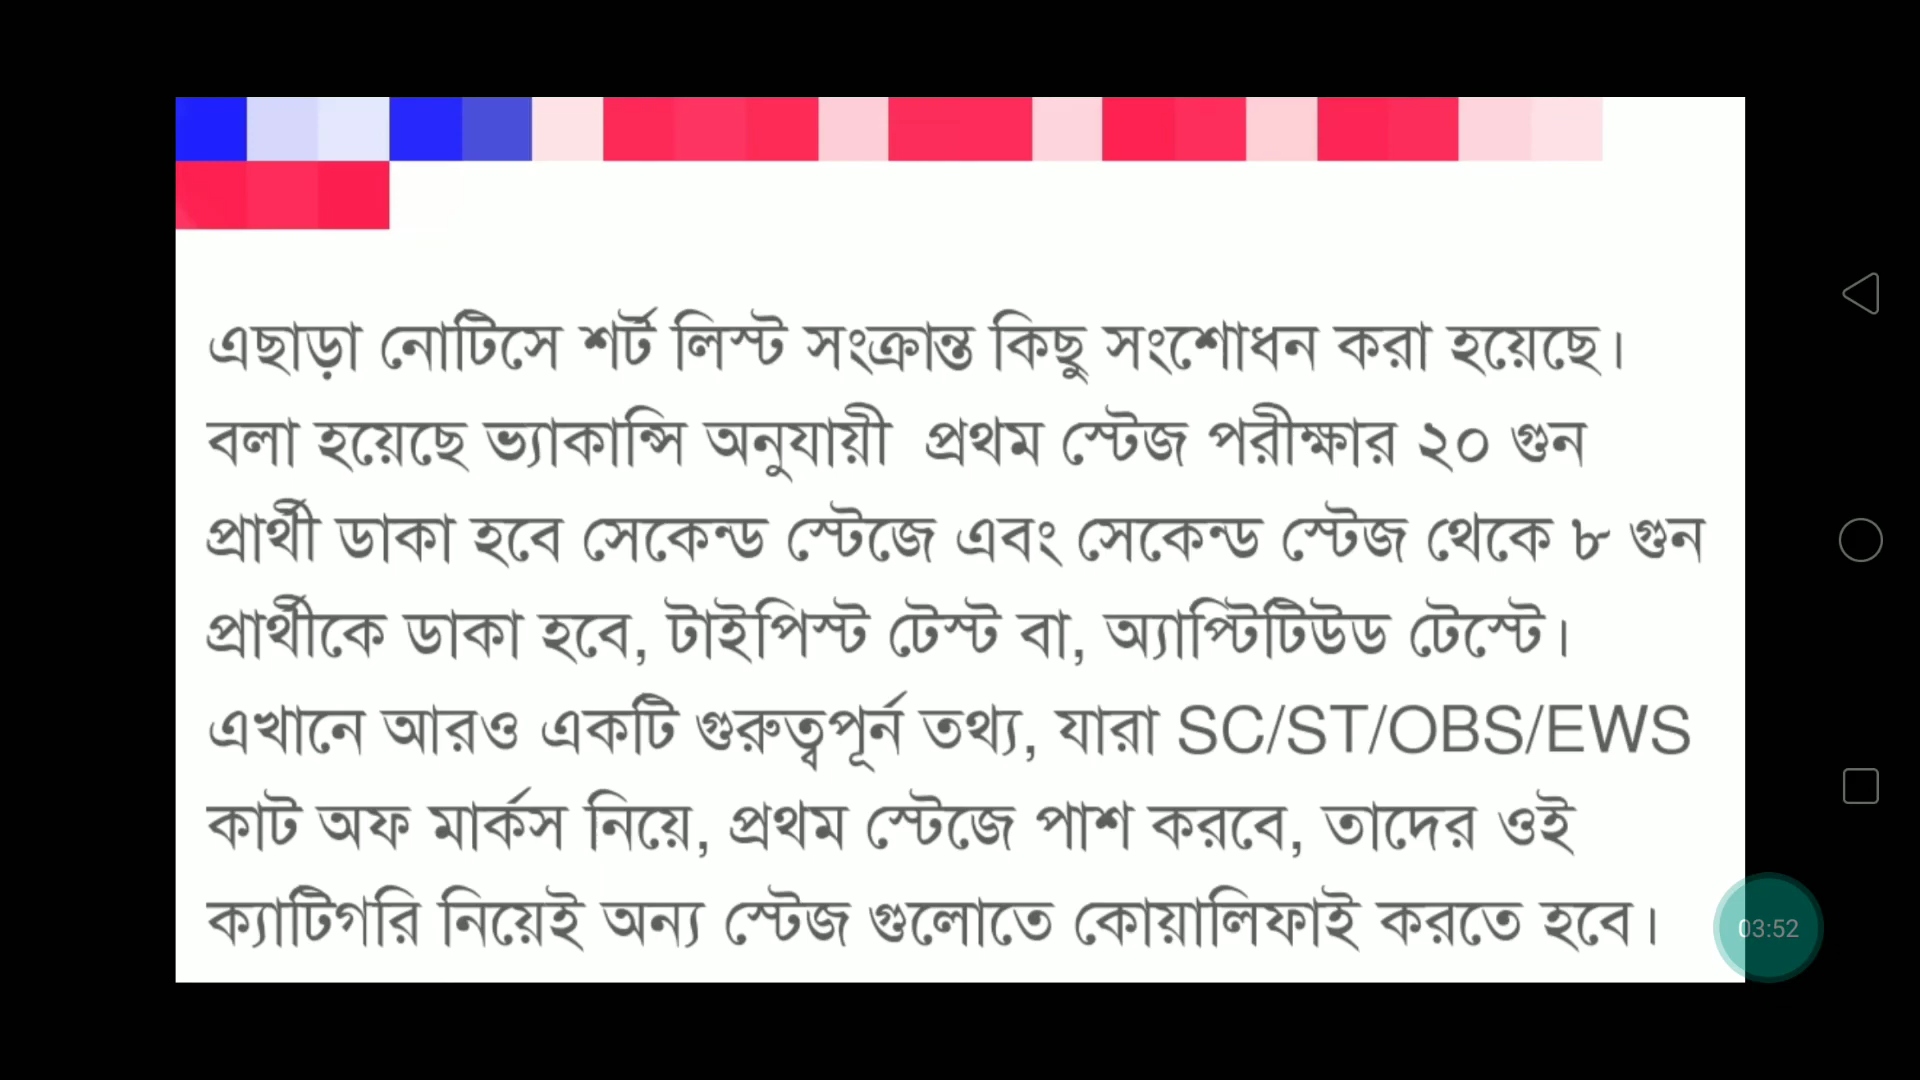 এছাড়া নোটিসে শর্ট লিস্ট সংক্রান্ত কিছু সংশোধন করা হয়েছে।
বলা হয়েছে ভ্যাকান্সি অনুযায়ী প্রথম স্টেজ পরীক্ষার ২০ গুন
প্রার্থী ডাকা হবে সেকেন্ড স্টেজে এবং সেকেন্ড স্টেজ থেকে ৮ গুন
প্রার্থীকে ডাকা হবে, টাইপিস্ট টেস্ট বা, অ্যাপ্টিটিউড টেস্টে।
এখানে আরও একটি গুরুত্বপূর্ন তথ্য, যারা SC/ST/OBS/EWS
কাট অফ মার্কস নিয়ে, প্রথম স্টেজে পাশ করবে, তাদের ওই
ক্যাটিগরি নিয়েই অন্য স্টেজ গুলোতে কোয়ালিফাই করতে হবে।
03:52